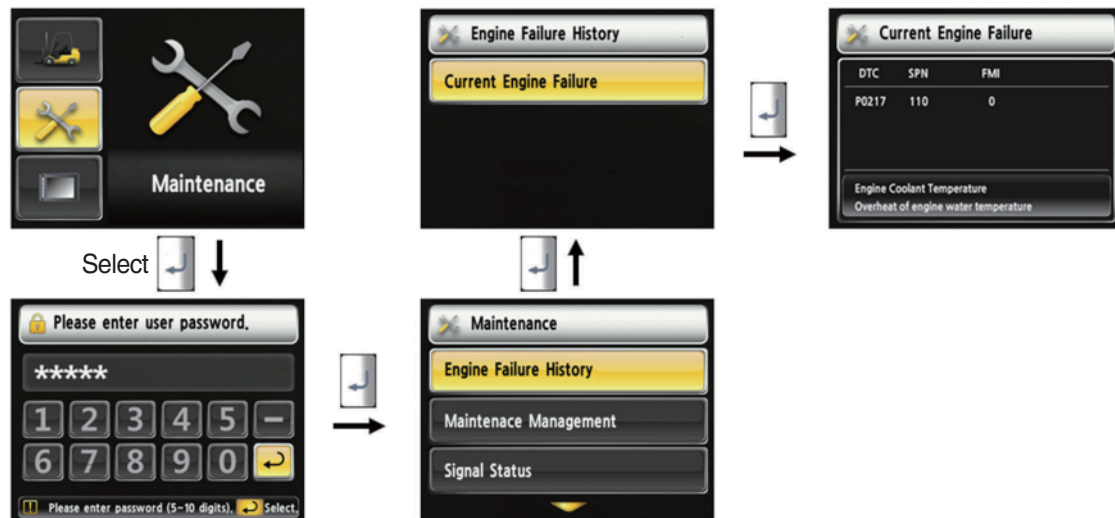 Maintenance
Select
Please enter user password.
*****
1 2 3 4 5 -
6 7 8 9 0
Please enter password (5~10 digits), Select.
Maintenance
Engine Failure History
Maintenace Management
Signal Status
Engine Failure History
Current Engine Failure
Current Engine Failure
DTC SPN FMI
P0217 110 0
Engine Coolant Temperature
Overheat of engine water temperature